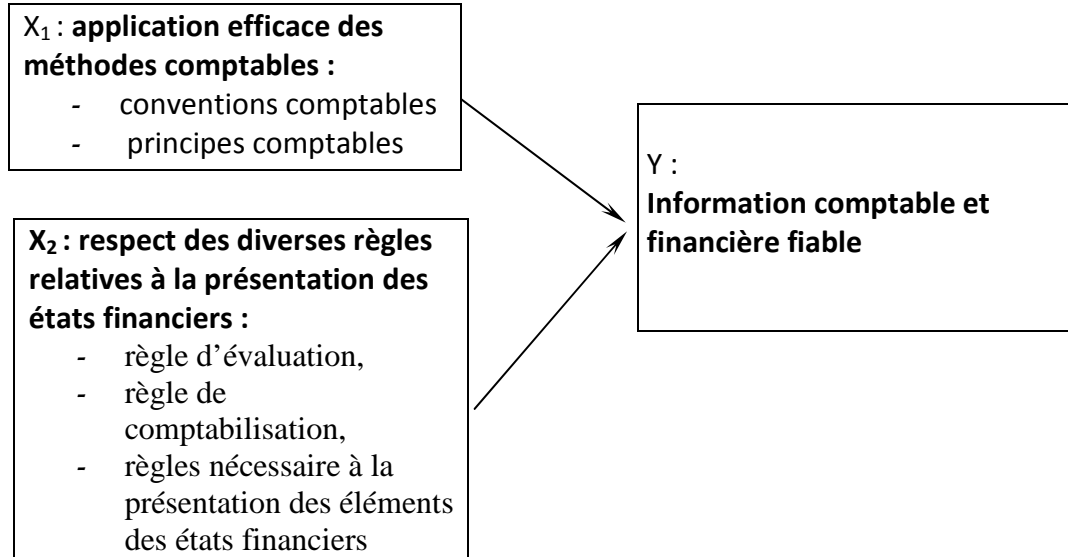 X₁ : application efficace des
méthodes comptables :
- conventions comptables
- principes comptables
X₂ : respect des diverses règles
relatives à la présentation des
états financiers :
- règle d’évaluation,
- règle de
comptabilisation,
- règles nécessaire à la
présentation des éléments
des états financiers
Y :
Information comptable et
financière fiable